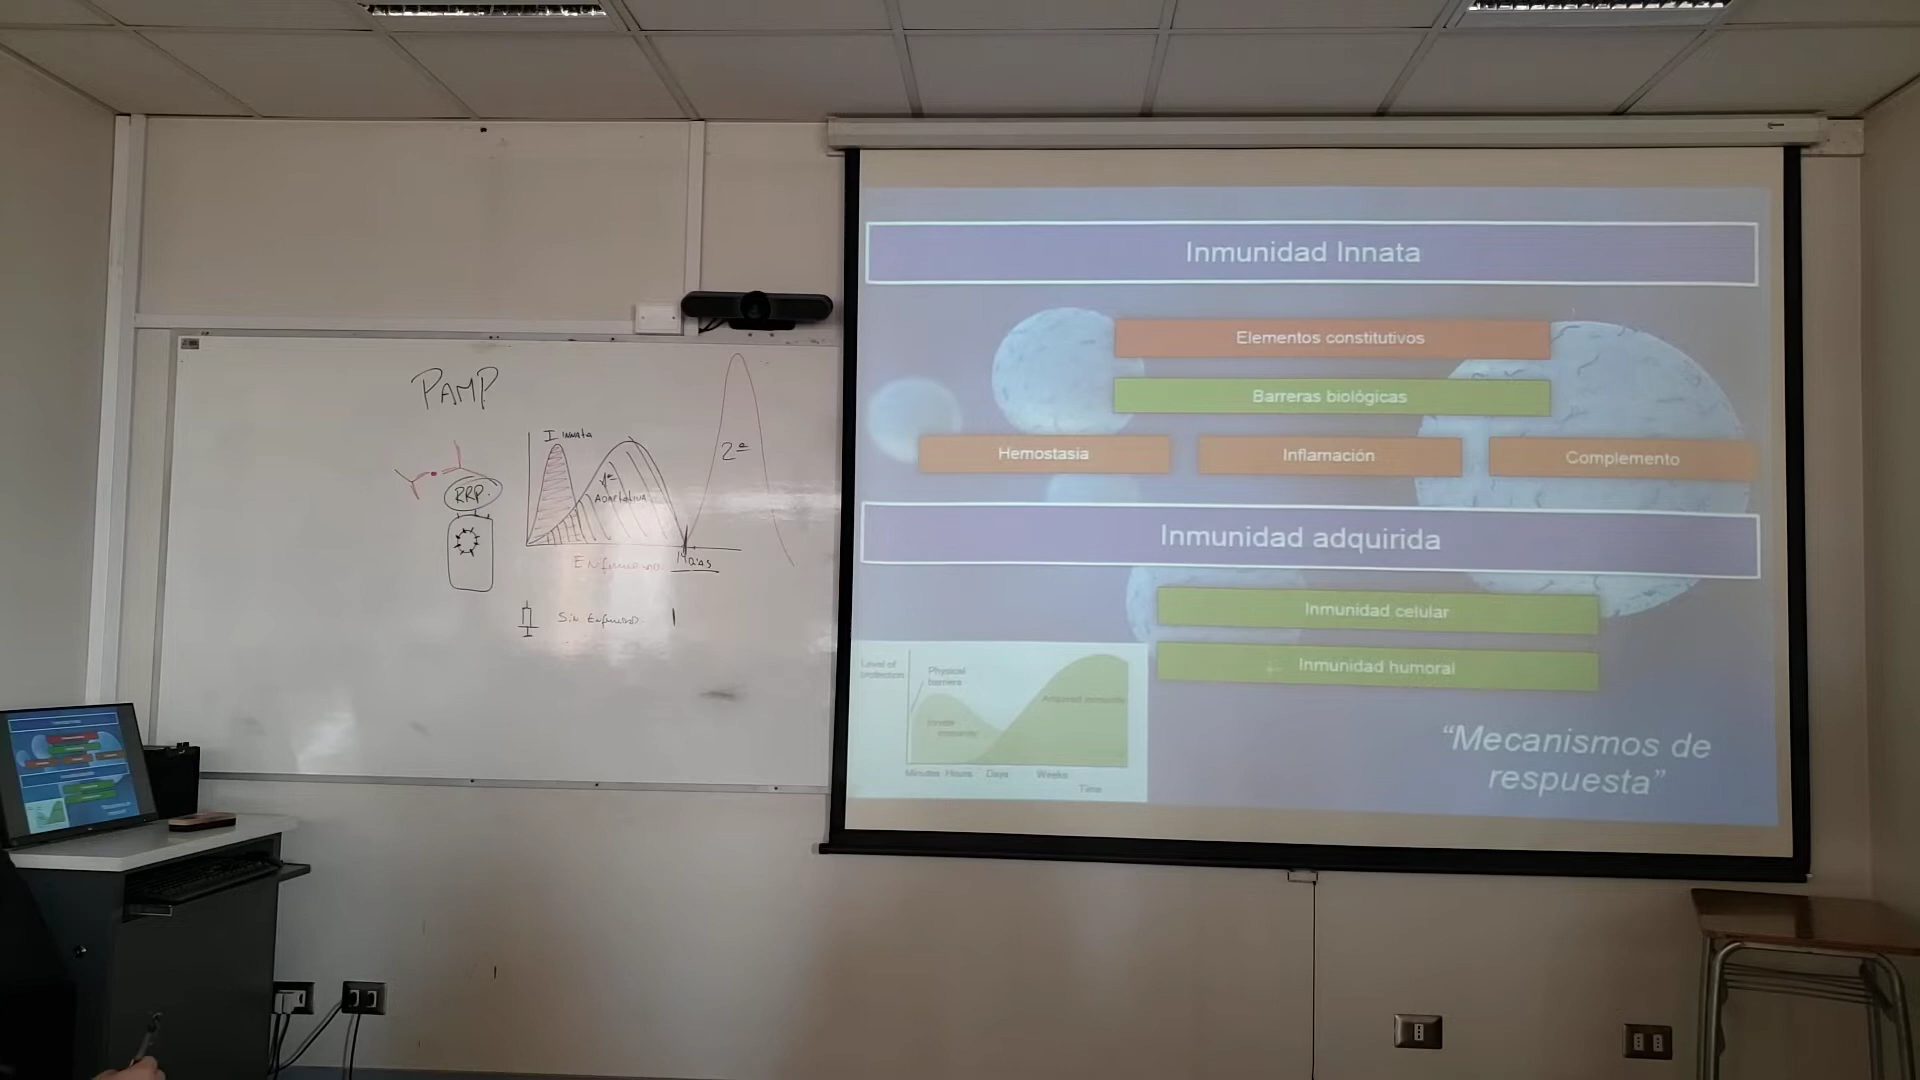 PAMP
I innata
1ª
Adaptativa
2ª
RRP
14 Días
Sin
Inmunidad Innata
Elementos constitutivos
Barreras biológicas
Hemostasia
Inflamación
Complemento
Inmunidad adquirida
Inmunidad celular
Inmunidad humoral
"Mecanismos de
respuesta"
Level of
protection
Physical
barriers
Innate
immunity
Acquired immunity
Minutes Hours Days Weeks
Time